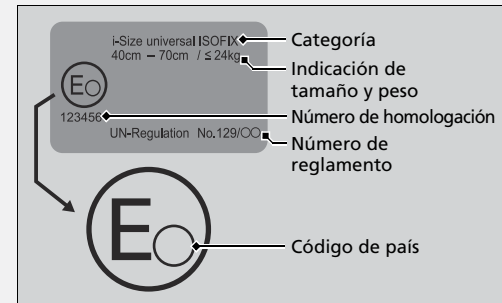 i-Size universal ISOFIX
40cm – 70cm / ≤ 24kg
E
123456
UN-Regulation No.129/○○
E
Categoría
Indicación de
tamaño y peso
Número de homologación
Número de
reglamento
Código de país